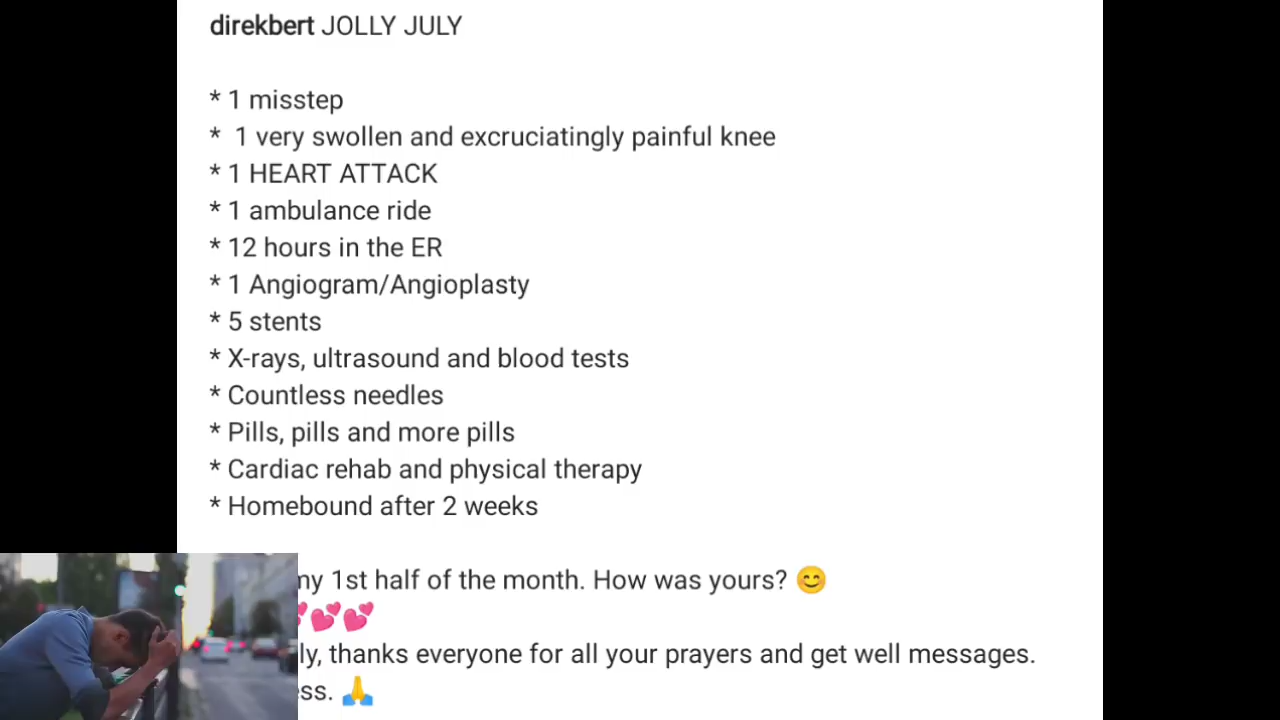 direkbert JOLLY JULY
* 1 misstep
* 1 very swollen and excruciatingly painful knee
* 1 HEART ATTACK
* 1 ambulance ride
* 12 hours in the ER
* 1 Angiogram/Angioplasty
* 5 stents
* X-rays, ultrasound and blood tests
* Countless needles
* Pills, pills and more pills
* Cardiac rehab and physical therapy
* Homebound after 2 weeks
1st half of the month. How was yours? 😊
💕💕
thanks everyone for all your prayers and get well messages.
🙏